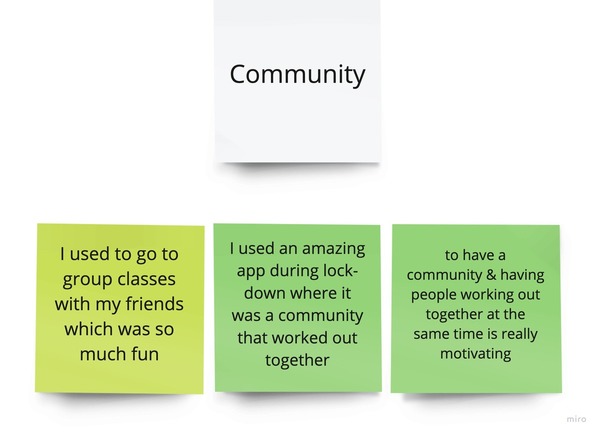 Community
I used to go to
group classes
with my friends
which was so
much fun
I used an amazing
app during lock-
down where it
was a community
that worked out
together
to have a
community & having
people working out
together at the
same time is really
motivating
miro